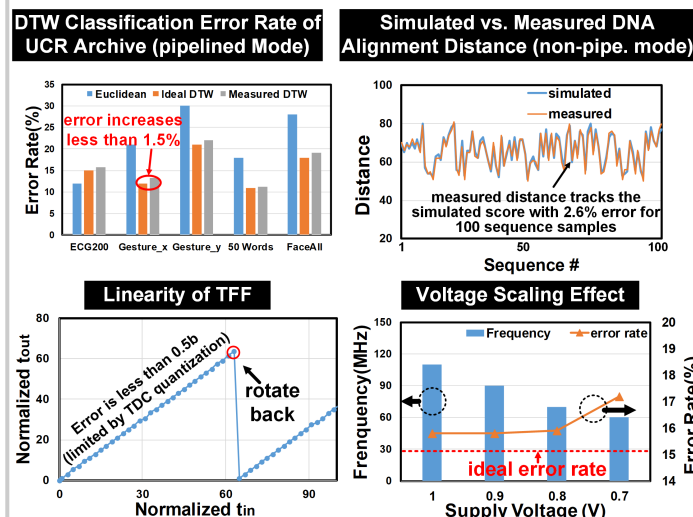 DTW Classification Error Rate of
UCR Archive (pipelined Mode)
35
30
25
20
15
10
5
0
Error Rate(%)
Euclidean
Ideal DTW
Measured DTW
error increases
less than 1.5%
ECG200
Gesture_x
Gesture_y
50 Words
FaceAll
Simulated vs. Measured DNA
Alignment Distance (non-pipe. mode)
100
80
60
40
20
Distance
simulated
measured
measured distance tracks the
simulated score with 2.6% error for
100 sequence samples
1
50
100
Sequence #
Linearity of TFF
80
60
40
20
0
Normalized tout
Error is less than 0.5b
(limited by TDC quantization)
rotate
back
0
30
60
90
Normalized tin
Voltage Scaling Effect
150
120
90
60
30
0
Frenquency(MHz)
Frequency
error rate
20
19
18
17
16
15
14
Error Rate(%)
ideal error rate
1
0.9
0.8
0.7
Supply Voltage (V)